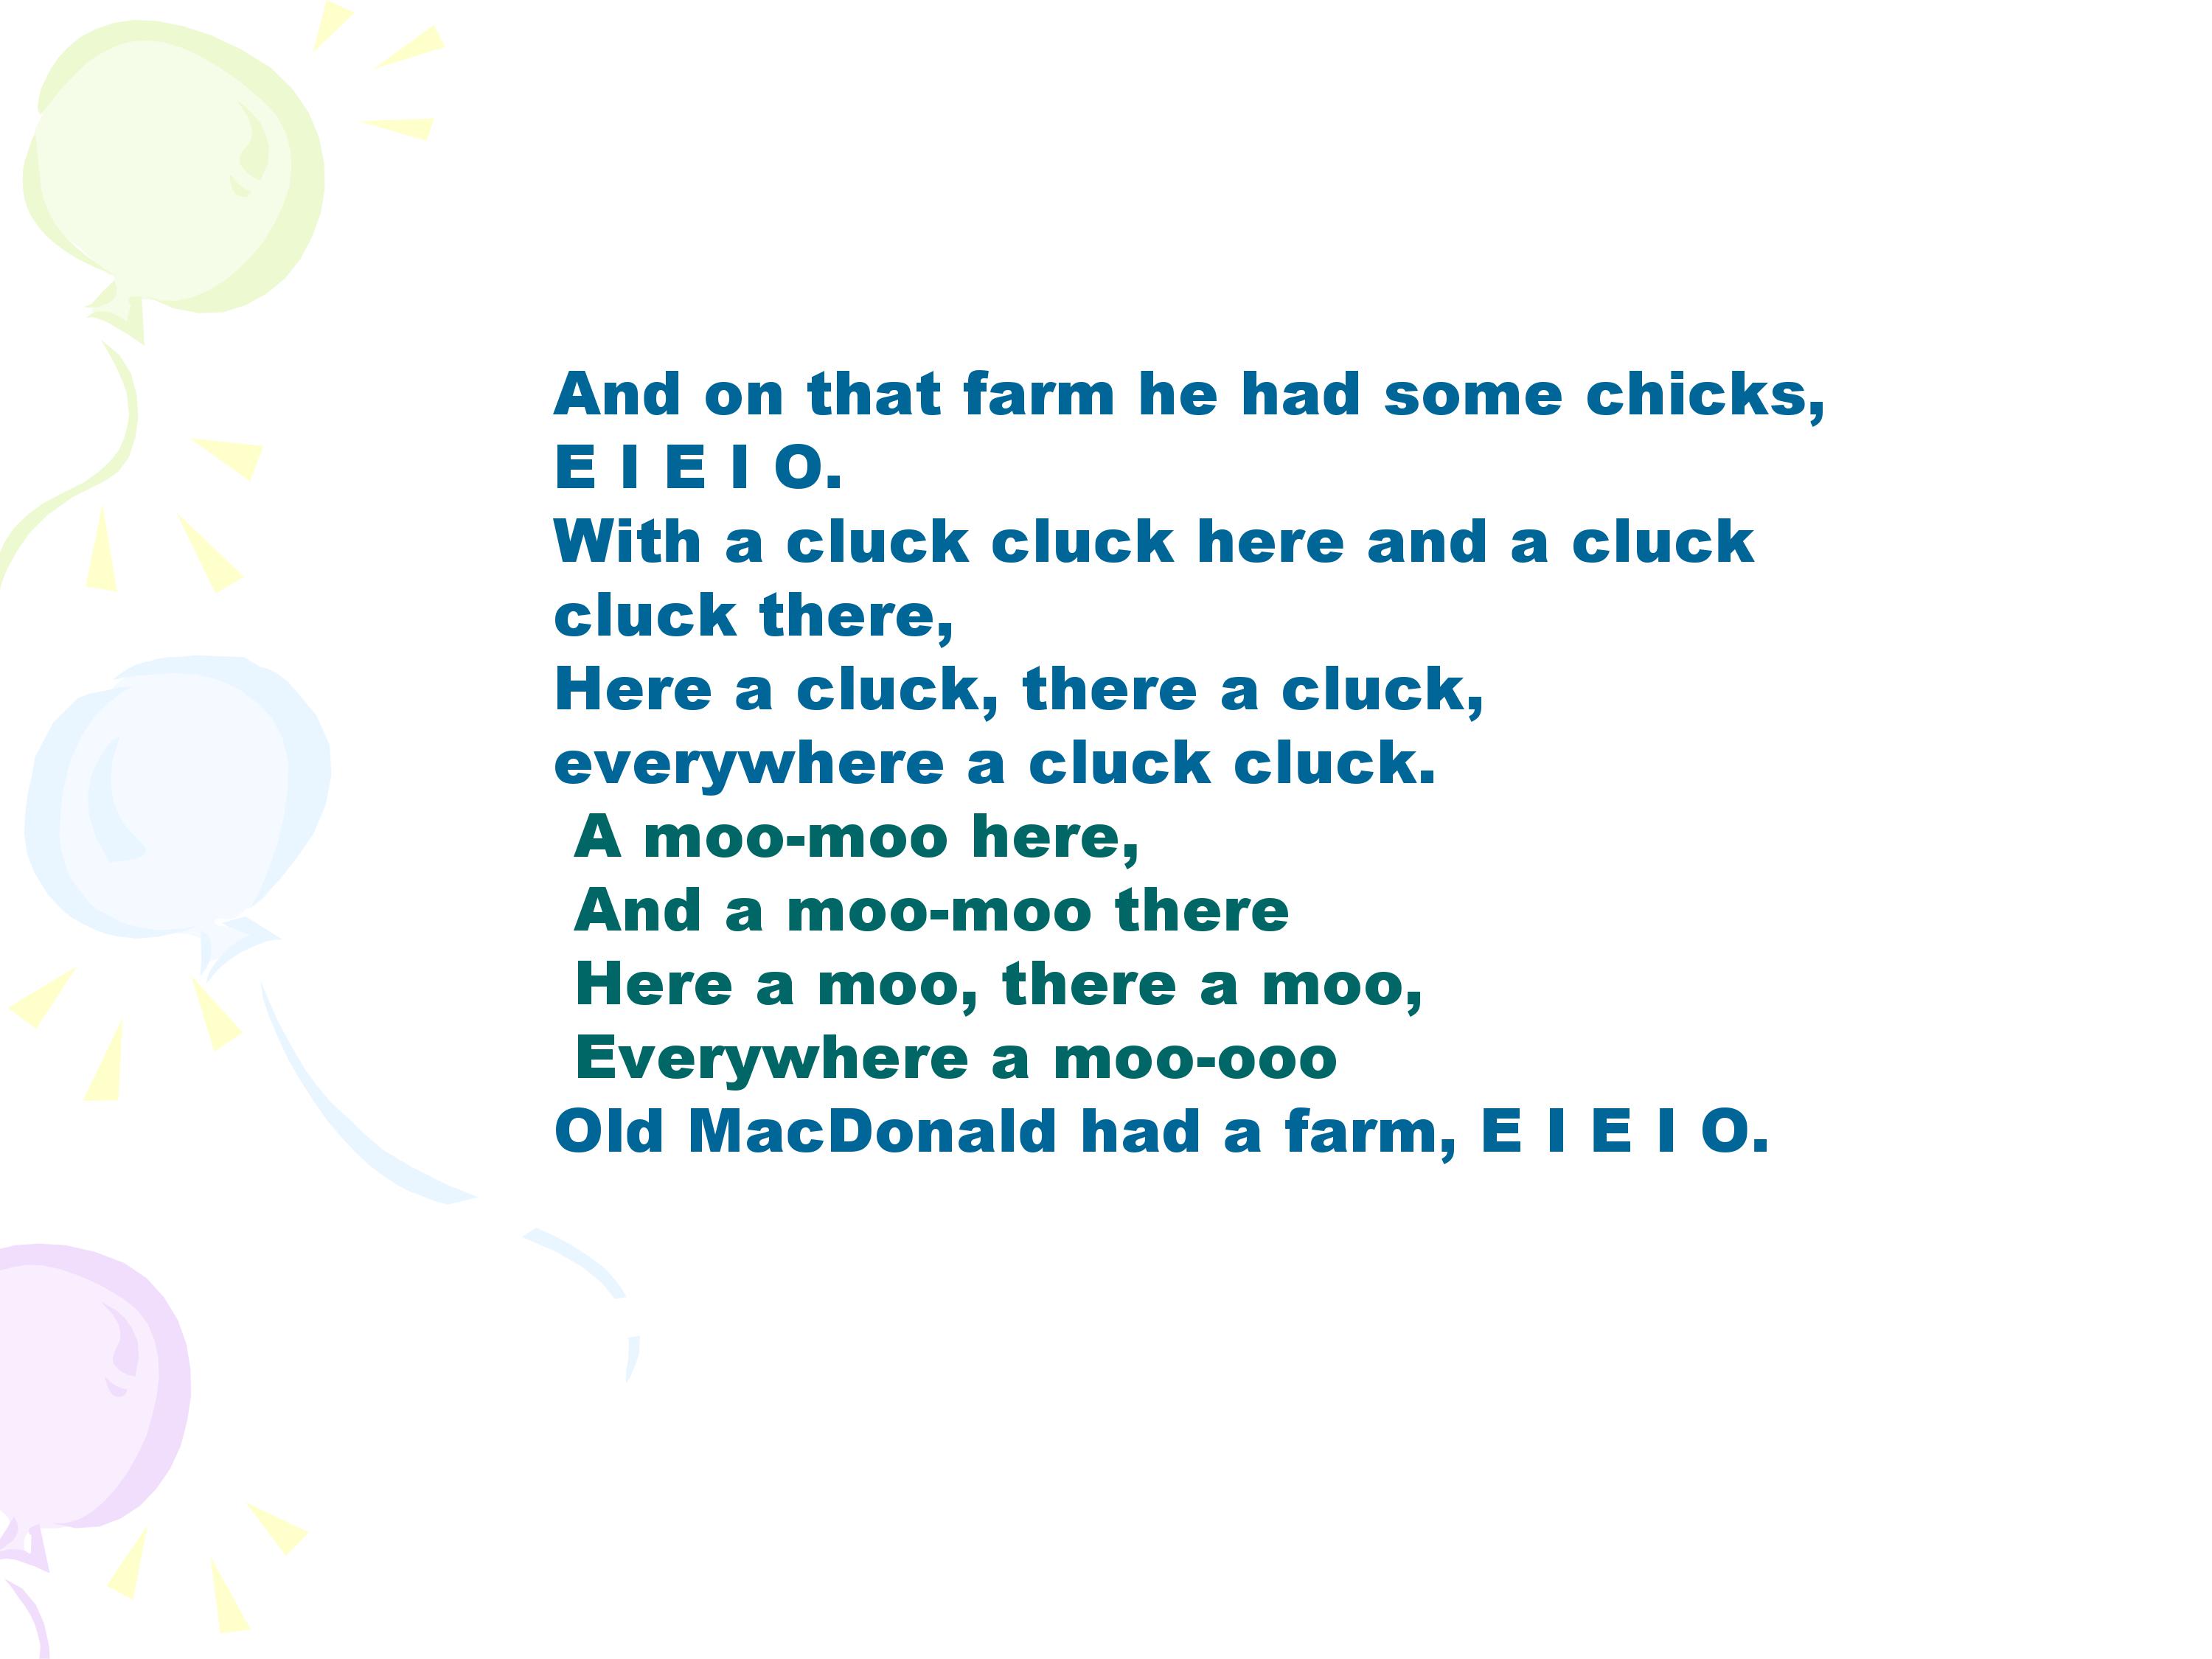 And on that farm he had some chicks,
E I E I O.
With a cluck cluck here and a cluck
cluck there,
Here a cluck, there a cluck,
everywhere a cluck cluck.
A moo-moo here,
And a moo-moo there
Here a moo, there a moo,
Everywhere a moo-ooo
Old MacDonald had a farm, E I E I O.